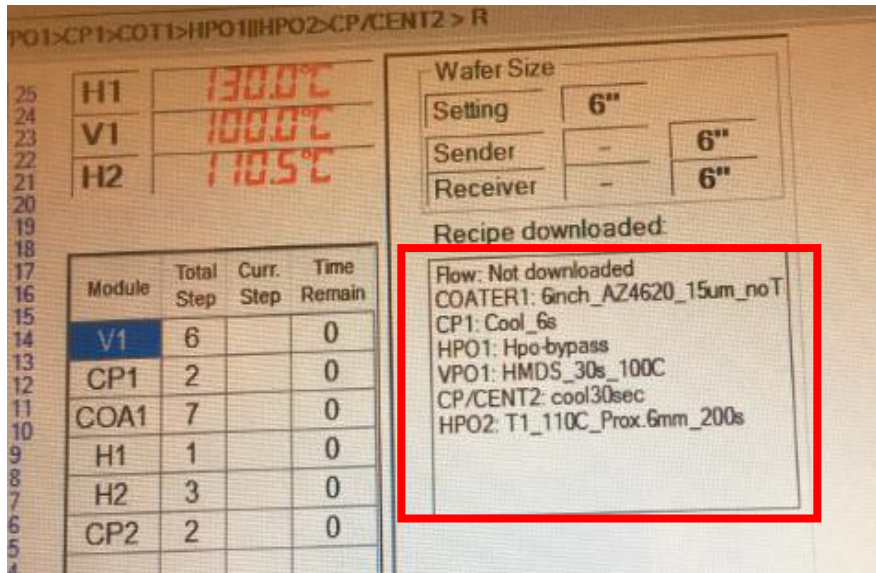 PO1>CP1>COT1>HPO1||HPO2>CP/CENT2 > R
25
24
23
22
21
20
19
18
17
16
15
14
13
12
11
10
9
8
7
6
5
H1 130.0°C
V1 100.0°C
H2 110.5°C
Wafer Size
Setting 6"
Sender - 6"
Receiver - 6"
Recipe downloaded:
Flow: Not downloaded
COATER1: 6inch_AZ4620_15um_noT
CP1: Cool_6s
HPO1: Hpo-bypass
VPO1: HMDS_30s_100C
CP/CENT2: cool30sec
HPO2: T1_110C_Prox.6mm_200s
Module Total Step Curr. Step Time Remain
V1 6 0
CP1 2 0
COA1 7 0
H1 1 0
H2 3 0
CP2 2 0